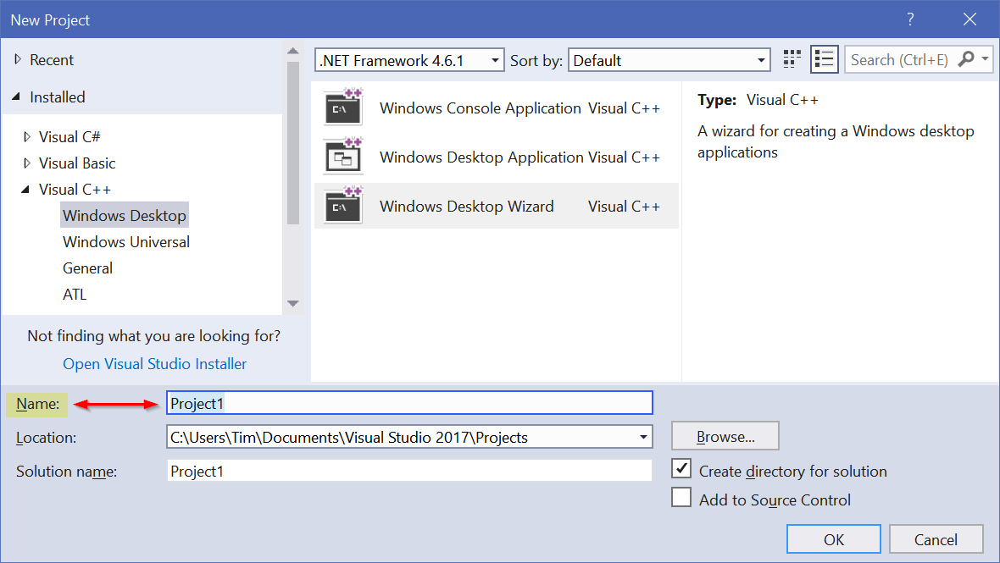 New Project
?
Recent
Installed
Visual C#
Visual Basic
Visual C++
Windows Desktop
Windows Universal
General
ATL
Not finding what you are looking for?
Open Visual Studio Installer
.NET Framework 4.6.1 Sort by: Default Search (Ctrl+E)
C:\ Windows Console Application Visual C++
Windows Desktop Application Visual C++
C:\ Windows Desktop Wizard Visual C++
Type: Visual C++
A wizard for creating a Windows desktop
applications
Name: Project1
Location: C:\Users\Tim\Documents\Visual Studio 2017\Projects Browse...
Solution name: Project1 Create directory for solution
Add to Source Control
OK Cancel